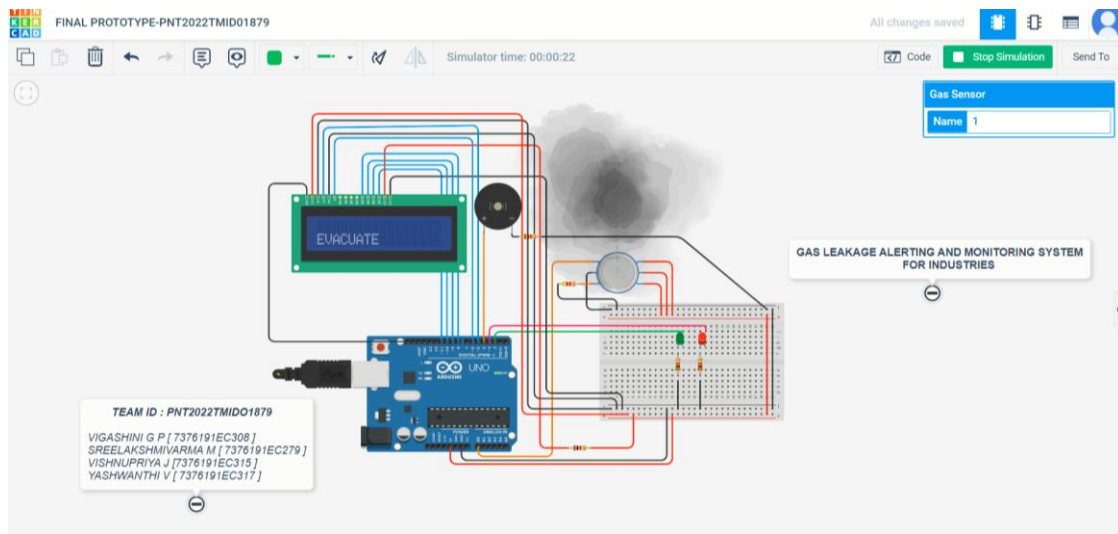 TIN
KER
CAD
FINAL PROTOTYPE-PNT2022TMID01879
All changes saved
Simulator time: 00:00:22
Code
Stop Simulation
Send To
Gas Sensor
Name 1
EVACUATE
GAS LEAKAGE ALERTING AND MONITORING SYSTEM
FOR INDUSTRIES
UNO
ARDUINO
TEAM ID : PNT2022TMIDO1879
VIGASHINI G P [ 7376191EC308 ]
SREELAKSHMIVARMA M [ 7376191EC279 ]
VISHNUPRIYA J [7376191EC315 ]
YASHWANTHI V [ 7376191EC317 ]